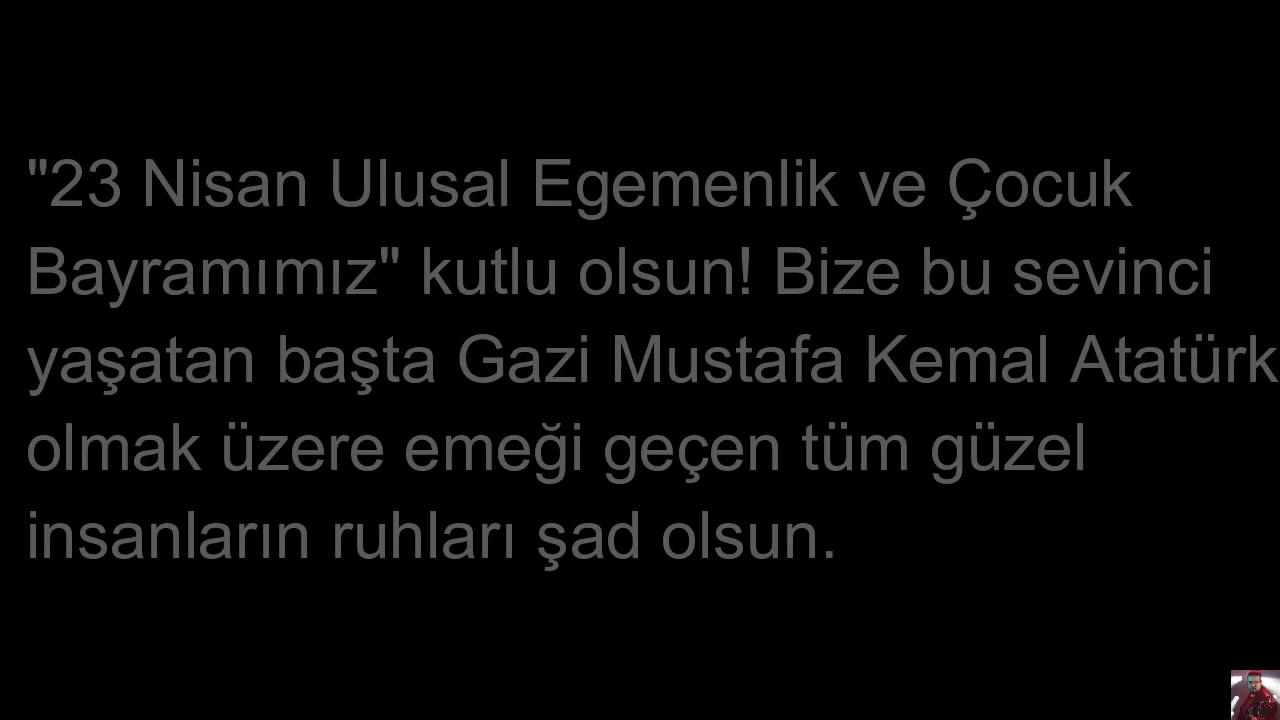 "23 Nisan Ulusal Egemenlik ve Çocuk
Bayramımız" kutlu olsun! Bize bu sevinci
yaşatan başta Gazi Mustafa Kemal Atatürk
olmak üzere emeği geçen tüm güzel
insanların ruhları şad olsun.